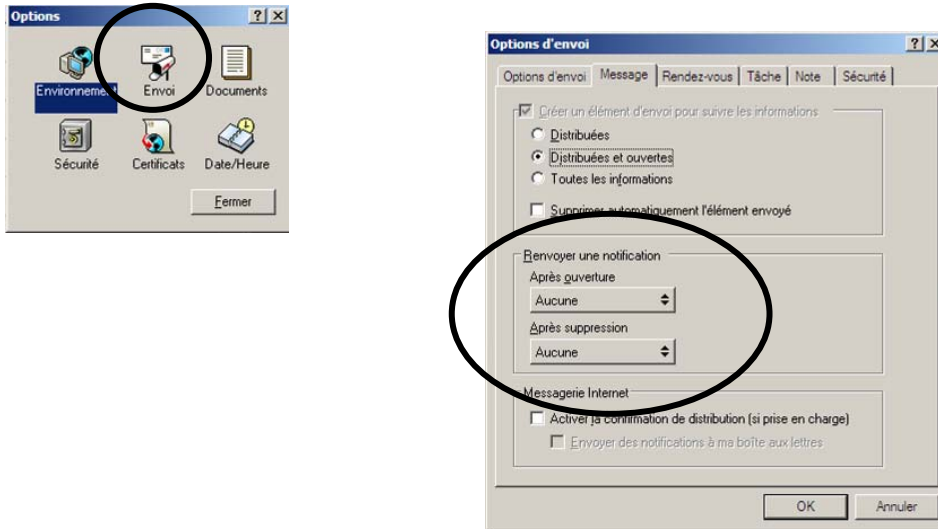 Options
Environnement Envoi Documents
Sécurité Certificats Date/Heure
Fermer
Options d'envoi
Options d'envoi Message Rendez-vous Tâche Note Sécurité
Créer un élément d'envoi pour suivre les informations
Distribuées
Distribuées et ouvertes
Toutes les informations
Supprimer automatiquement l'élément envoyé
Renvoyer une notification
Après ouverture
Aucune
Après suppression
Aucune
Messagerie Internet
Activer la confirmation de distribution (si prise en charge)
Envoyer des notifications à ma boîte aux lettres
OK Annuler